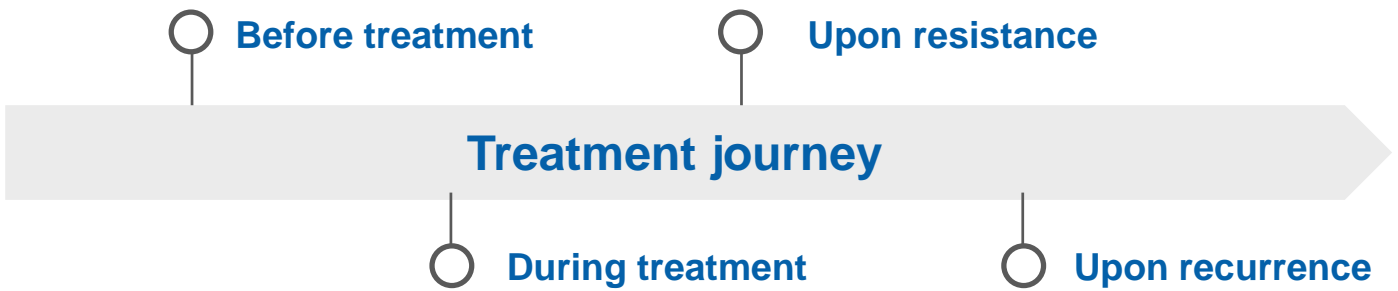 Before treatment
Upon resistance
Treatment journey
During treatment
Upon recurrence